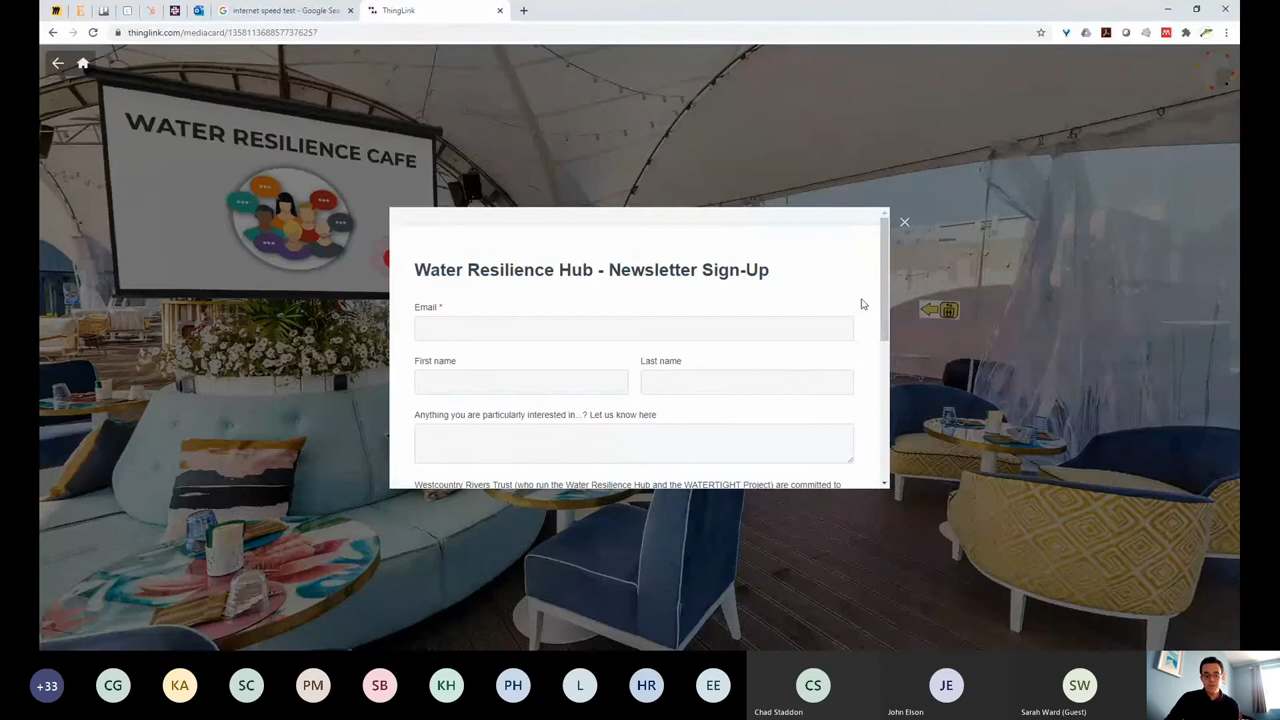 internet speed test - Google Sea
ThingLink
thinglink.com/mediacard/1358113688577376257
WATER RESILIENCE CAFE
Water Resilience Hub - Newsletter Sign-Up
Email *
First name
Last name
Anything you are particularly interested in...? Let us know here
Westcountry Rivers Trust (who run the Water Resilience Hub and the WATERTIGHT Project) are committed to
+33
CG
KA
SC
PM
SB
KH
PH
L
HR
EE
CS
JE
SW
Chad Staddon
John Elson
Sarah Ward (Guest)